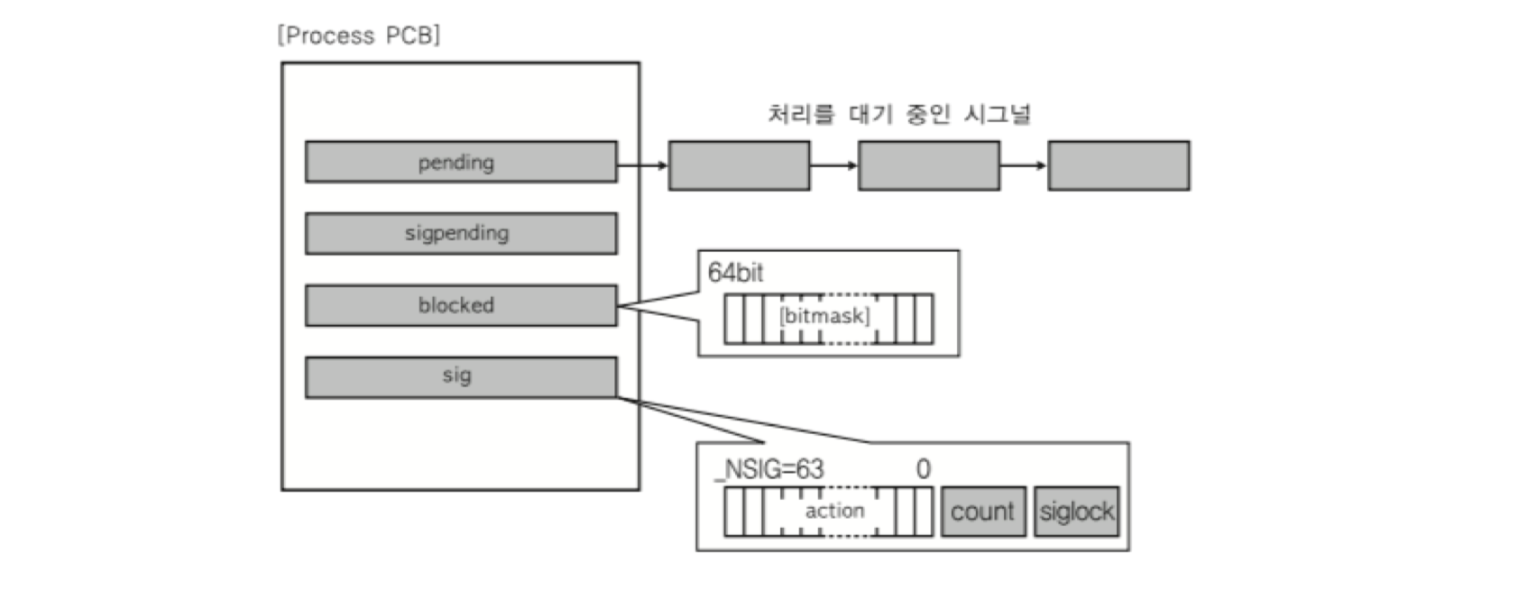 [Process PCB]
처리를 대기 중인 시그널
pending
sigpending
64bit
blocked
[bitmask]
sig
_NSIG=63 0
action count siglock